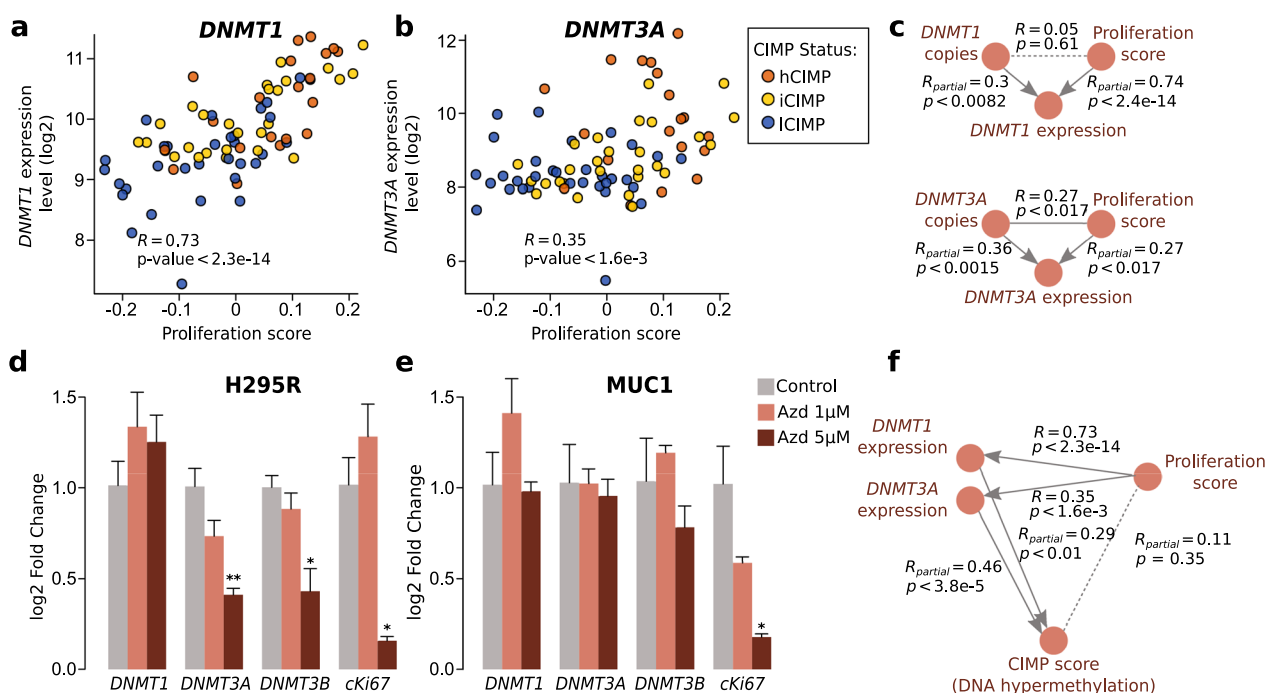 a
DNMT1
11
10
9
8
DNMT1 expression
level (log2)
R = 0.73
p-value < 2.3e-14
-0.2
-0.1
0
0.1
0.2
Proliferation score
b
DNMT3A
12
10
8
6
DNMT3A expression
level (log2)
R = 0.35
p-value < 1.6e-3
-0.2
-0.1
0
0.1
0.2
Proliferation score
CIMP Status:
hCIMP
iCIMP
lCIMP
c
DNMT1
copies
R = 0.05
p = 0.61
Proliferation
score
Rpartial = 0.3
p < 0.0082
Rpartial = 0.74
p < 2.4e-14
DNMT1 expression
DNMT3A
copies
R = 0.27
p < 0.017
Proliferation
score
Rpartial = 0.36
p < 0.0015
Rpartial = 0.27
p < 0.017
DNMT3A expression
d
H295R
1.5
1.0
0.5
0.0
log2 Fold Change
**
*
*
DNMT1
DNMT3A
DNMT3B
cKi67
e
MUC1
1.5
1.0
0.5
0.0
log2 Fold Change
*
DNMT1
DNMT3A
DNMT3B
cKi67
Control
Azd 1µM
Azd 5µM
f
DNMT1
expression
R = 0.73
p < 2.3e-14
Proliferation
score
DNMT3A
expression
R = 0.35
p < 1.6e-3
Rpartial = 0.29
p < 0.01
Rpartial = 0.11
p = 0.35
Rpartial = 0.46
p < 3.8e-5
CIMP score
(DNA hypermethylation)